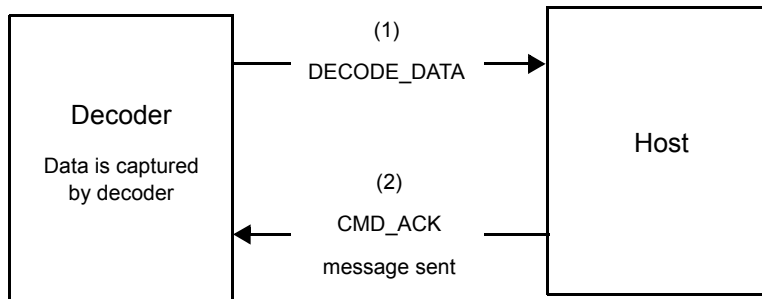 Decoder
Data is captured
by decoder
(1)
DECODE_DATA
(2)
CMD_ACK
message sent
Host